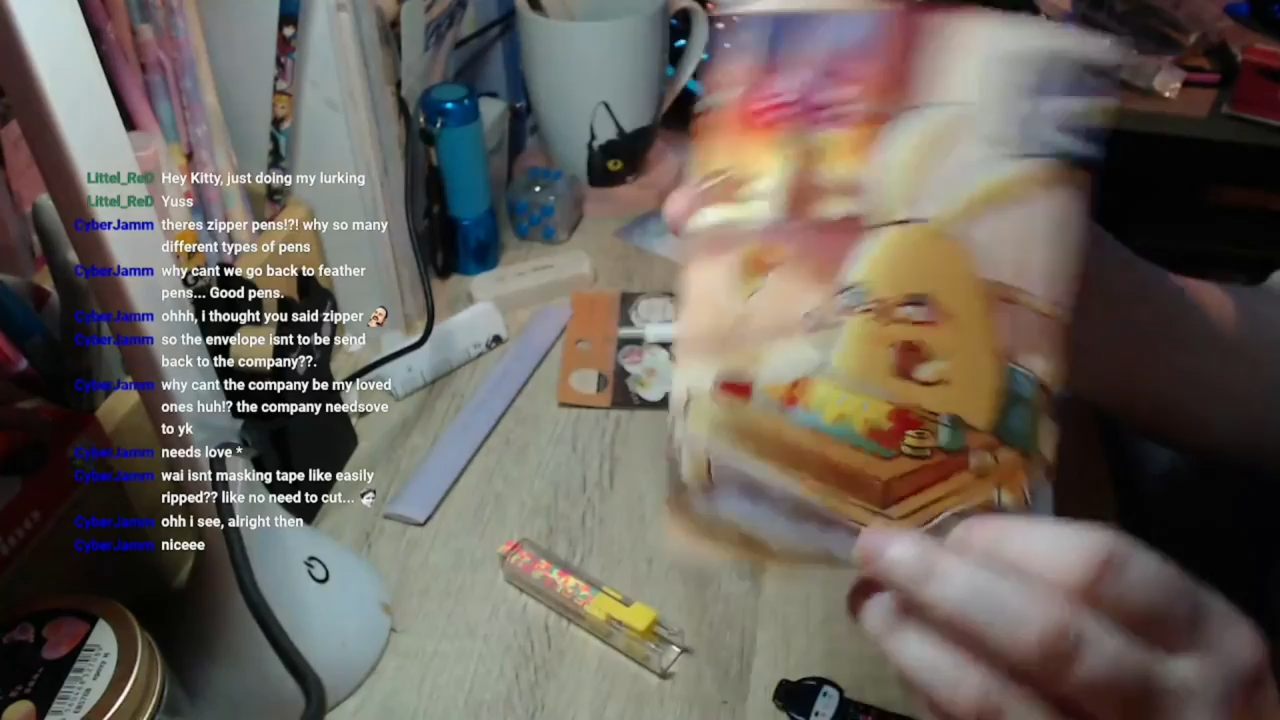 Littel_ReD Hey Kitty, just doing my lurking
Littel_ReD Yuss
CyberJamm theres zipper pens!?! why so many
different types of pens
CyberJamm why cant we go back to feather
pens... Good pens.
CyberJamm ohhh, i thought you said zipper
CyberJamm so the envelope isnt to be send
back to the company??.
CyberJamm why cant the company be my loved
ones huh!? the company needsove
to yk
CyberJamm needs love *
CyberJamm wai isnt masking tape like easily
ripped?? like no need to cut...
CyberJamm ohh i see, alright then
CyberJamm niceee